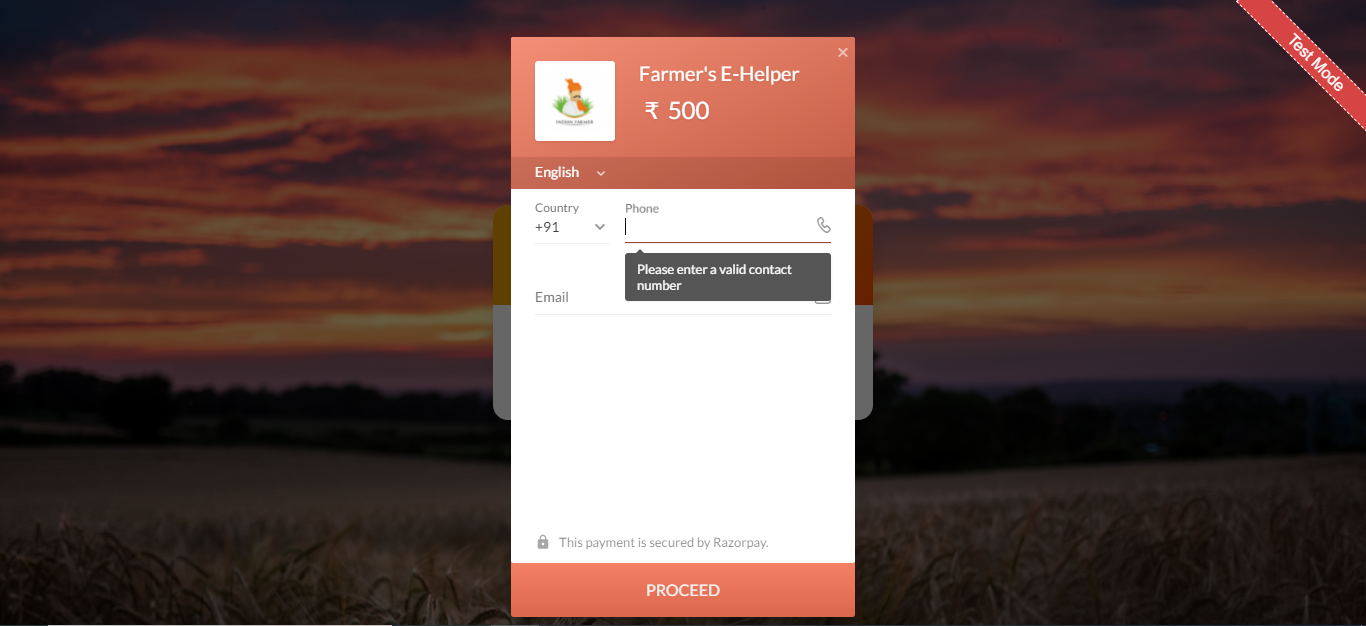 Test Mode
×
Farmer's E-Helper
₹ 500
INDIAN FARMER
English
Country
Phone
+91
Please enter a valid contact
number
Email
This payment is secured by Razorpay.
PROCEED